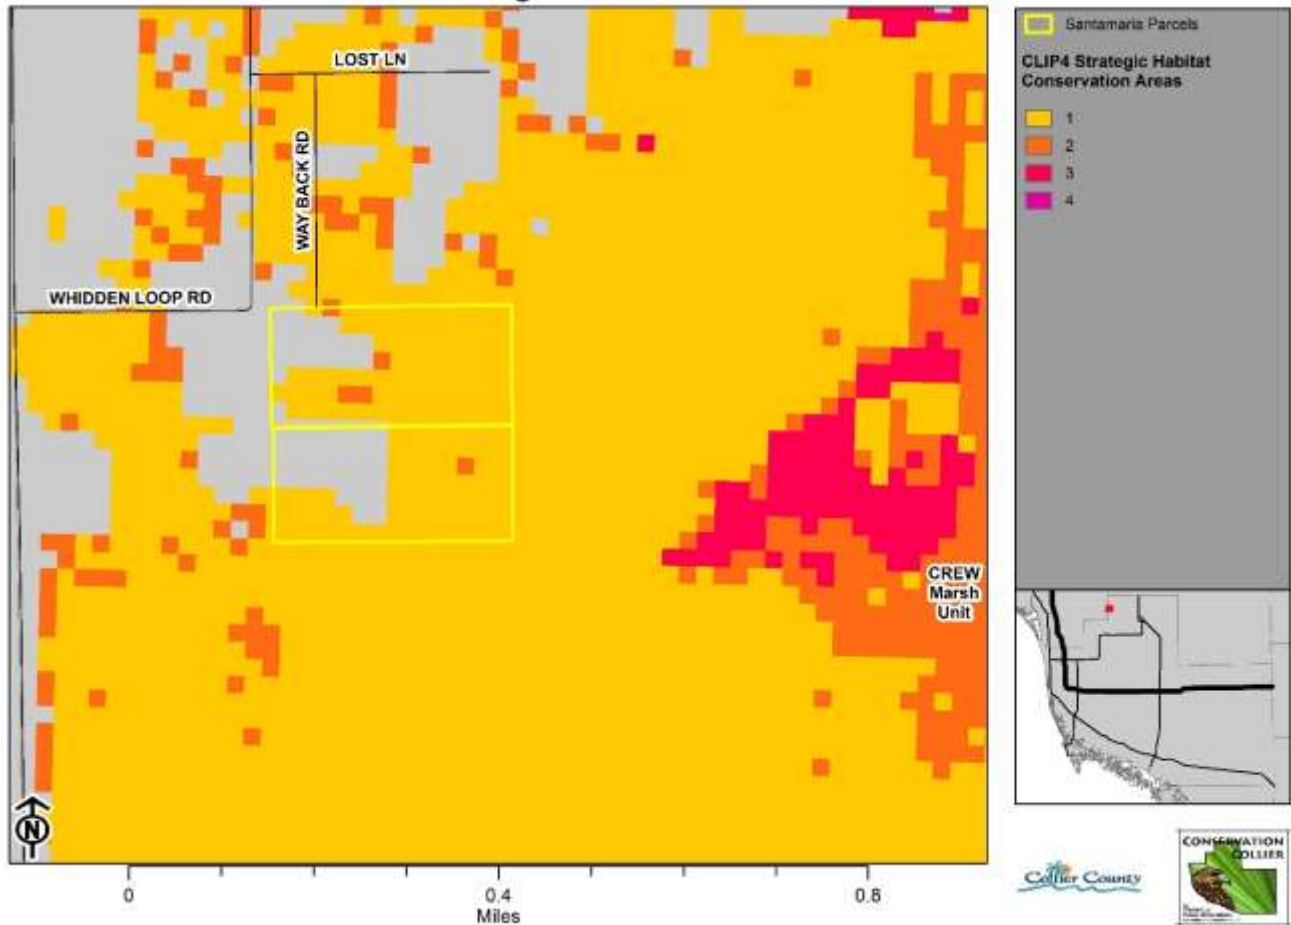 LOST LN
WAY BACK RD
WHIDDEN LOOP RD
CREW
Marsh
Unit
N
0
0.4
0.8
Miles
Santamaria Parcels
CLIP4 Strategic Habitat
Conservation Areas
1
2
3
4
Collier County
CONSERVATION
COLLIER